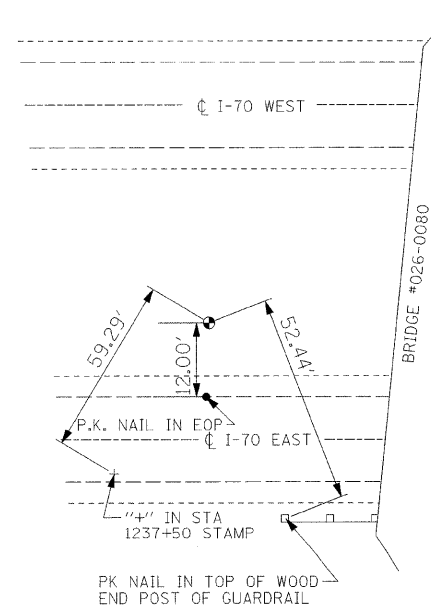 ℄ I-70 WEST
BRIDGE #026-0080
59.29'
52.44'
12.00'
P.K. NAIL IN EOP
℄ I-70 EAST
"+" IN STA
1237+50 STAMP
PK NAIL IN TOP OF WOOD
END POST OF GUARDRAIL